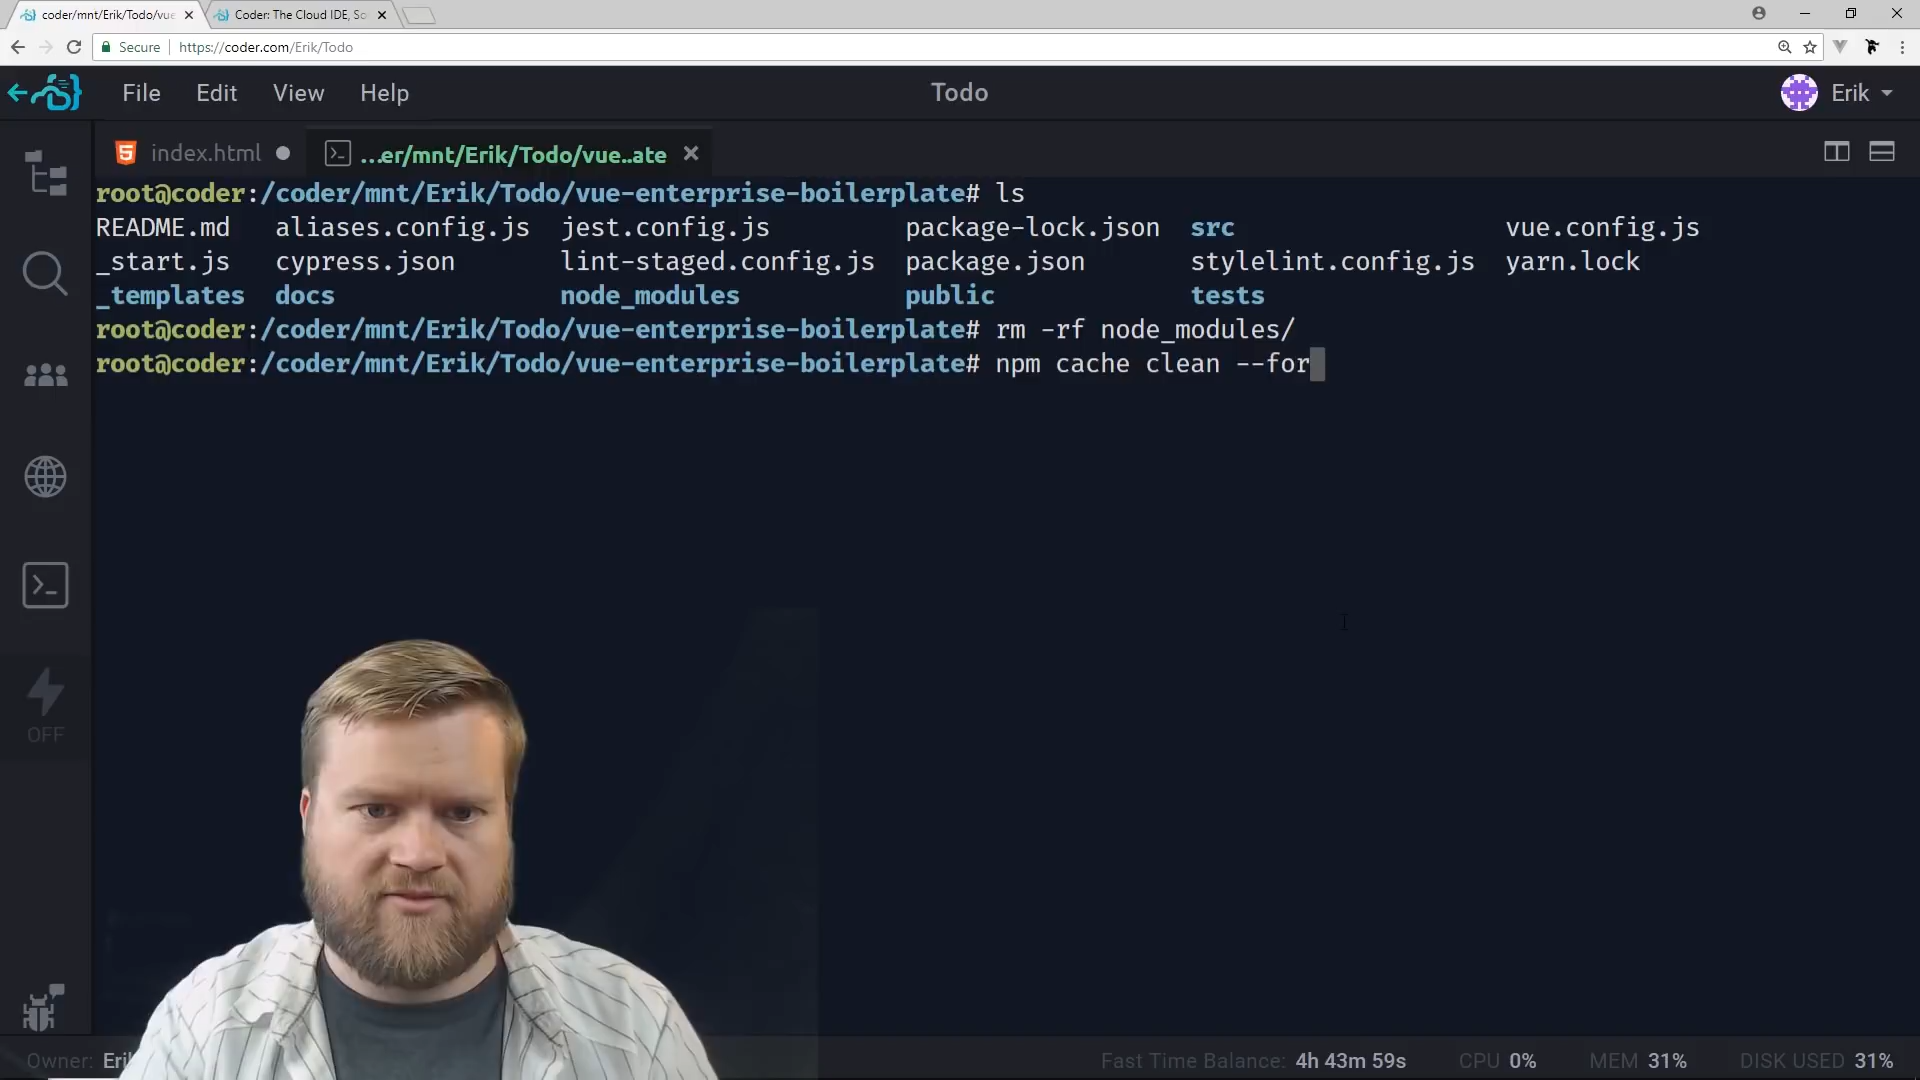 coder/mnt/Erik/Todo/vue
Coder: The Cloud IDE, So
Secure
https://coder.com/Erik/Todo
File Edit View Help
Todo
Erik
index.html
...er/mnt/Erik/Todo/vue..ate
root@coder:/coder/mnt/Erik/Todo/vue-enterprise-boilerplate# ls
README.md aliases.config.js jest.config.js package-lock.json src vue.config.js
_start.js cypress.json lint-staged.config.js package.json stylelint.config.js yarn.lock
_templates docs node_modules public tests
root@coder:/coder/mnt/Erik/Todo/vue-enterprise-boilerplate# rm -rf node_modules/
root@coder:/coder/mnt/Erik/Todo/vue-enterprise-boilerplate# npm cache clean --for
OFF
Owner: Eri
Fast Time Balance: 4h 43m 59s CPU 0% MEM 31% DISK USED 31%